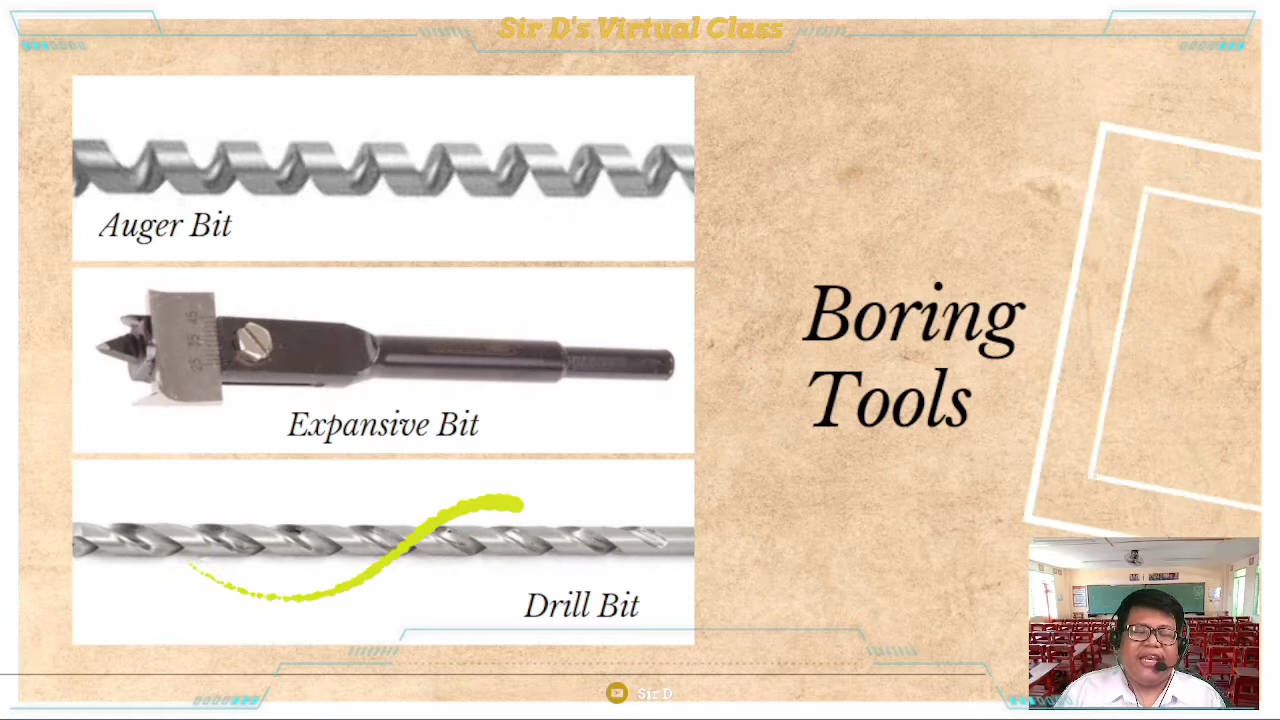 Sir D's Virtual Class
Auger Bit
Expansive Bit
Drill Bit
Boring
Tools
Sir D